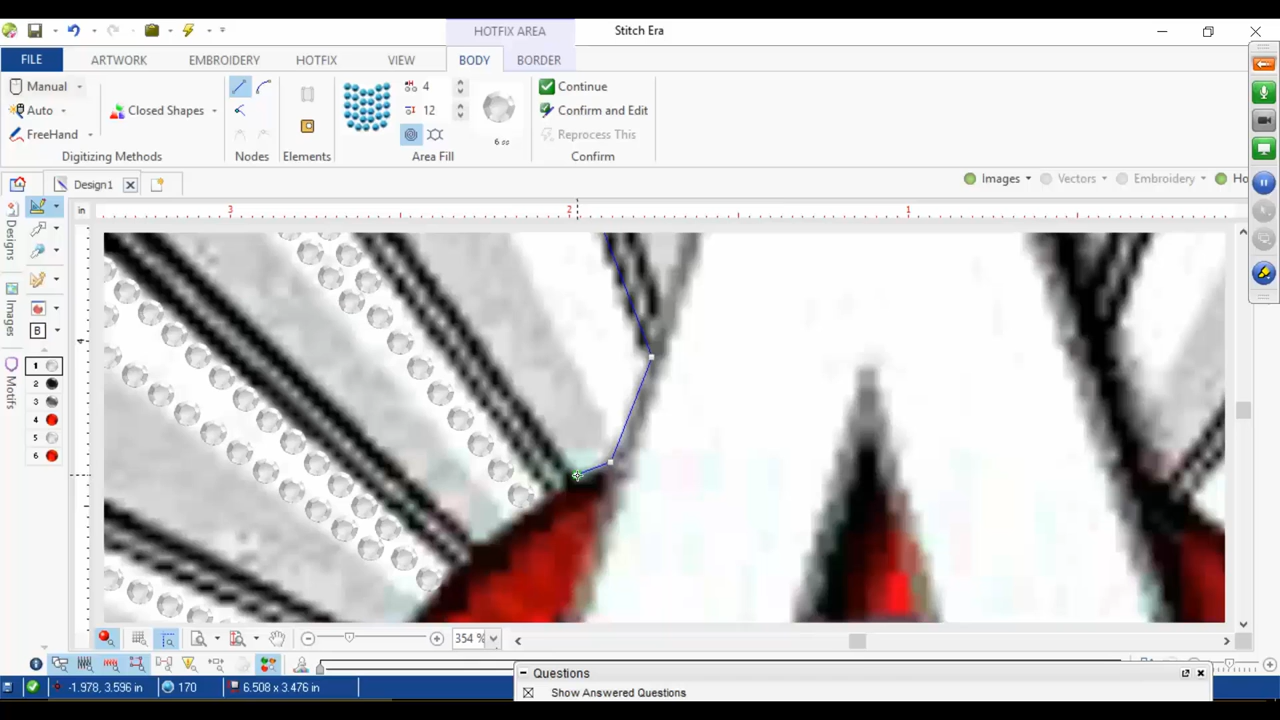 HOTFIX AREA
Stitch Era
FILE
ARTWORK
EMBROIDERY
HOTFIX
VIEW
BODY
BORDER
Manual
4
Continue
Auto
Closed Shapes
12
Confirm and Edit
FreeHand
6 ss
Reprocess This
Digitizing Methods
Nodes
Elements
Area Fill
Confirm
Design1
Images
Vectors
Embroidery
Ho
in
3
2
1
Designs
Images
Motifs
B
1
2
3
4
5
6
4
354 %
Questions
-1.978, 3.596 in
170
6.508 x 3.476 in
Show Answered Questions